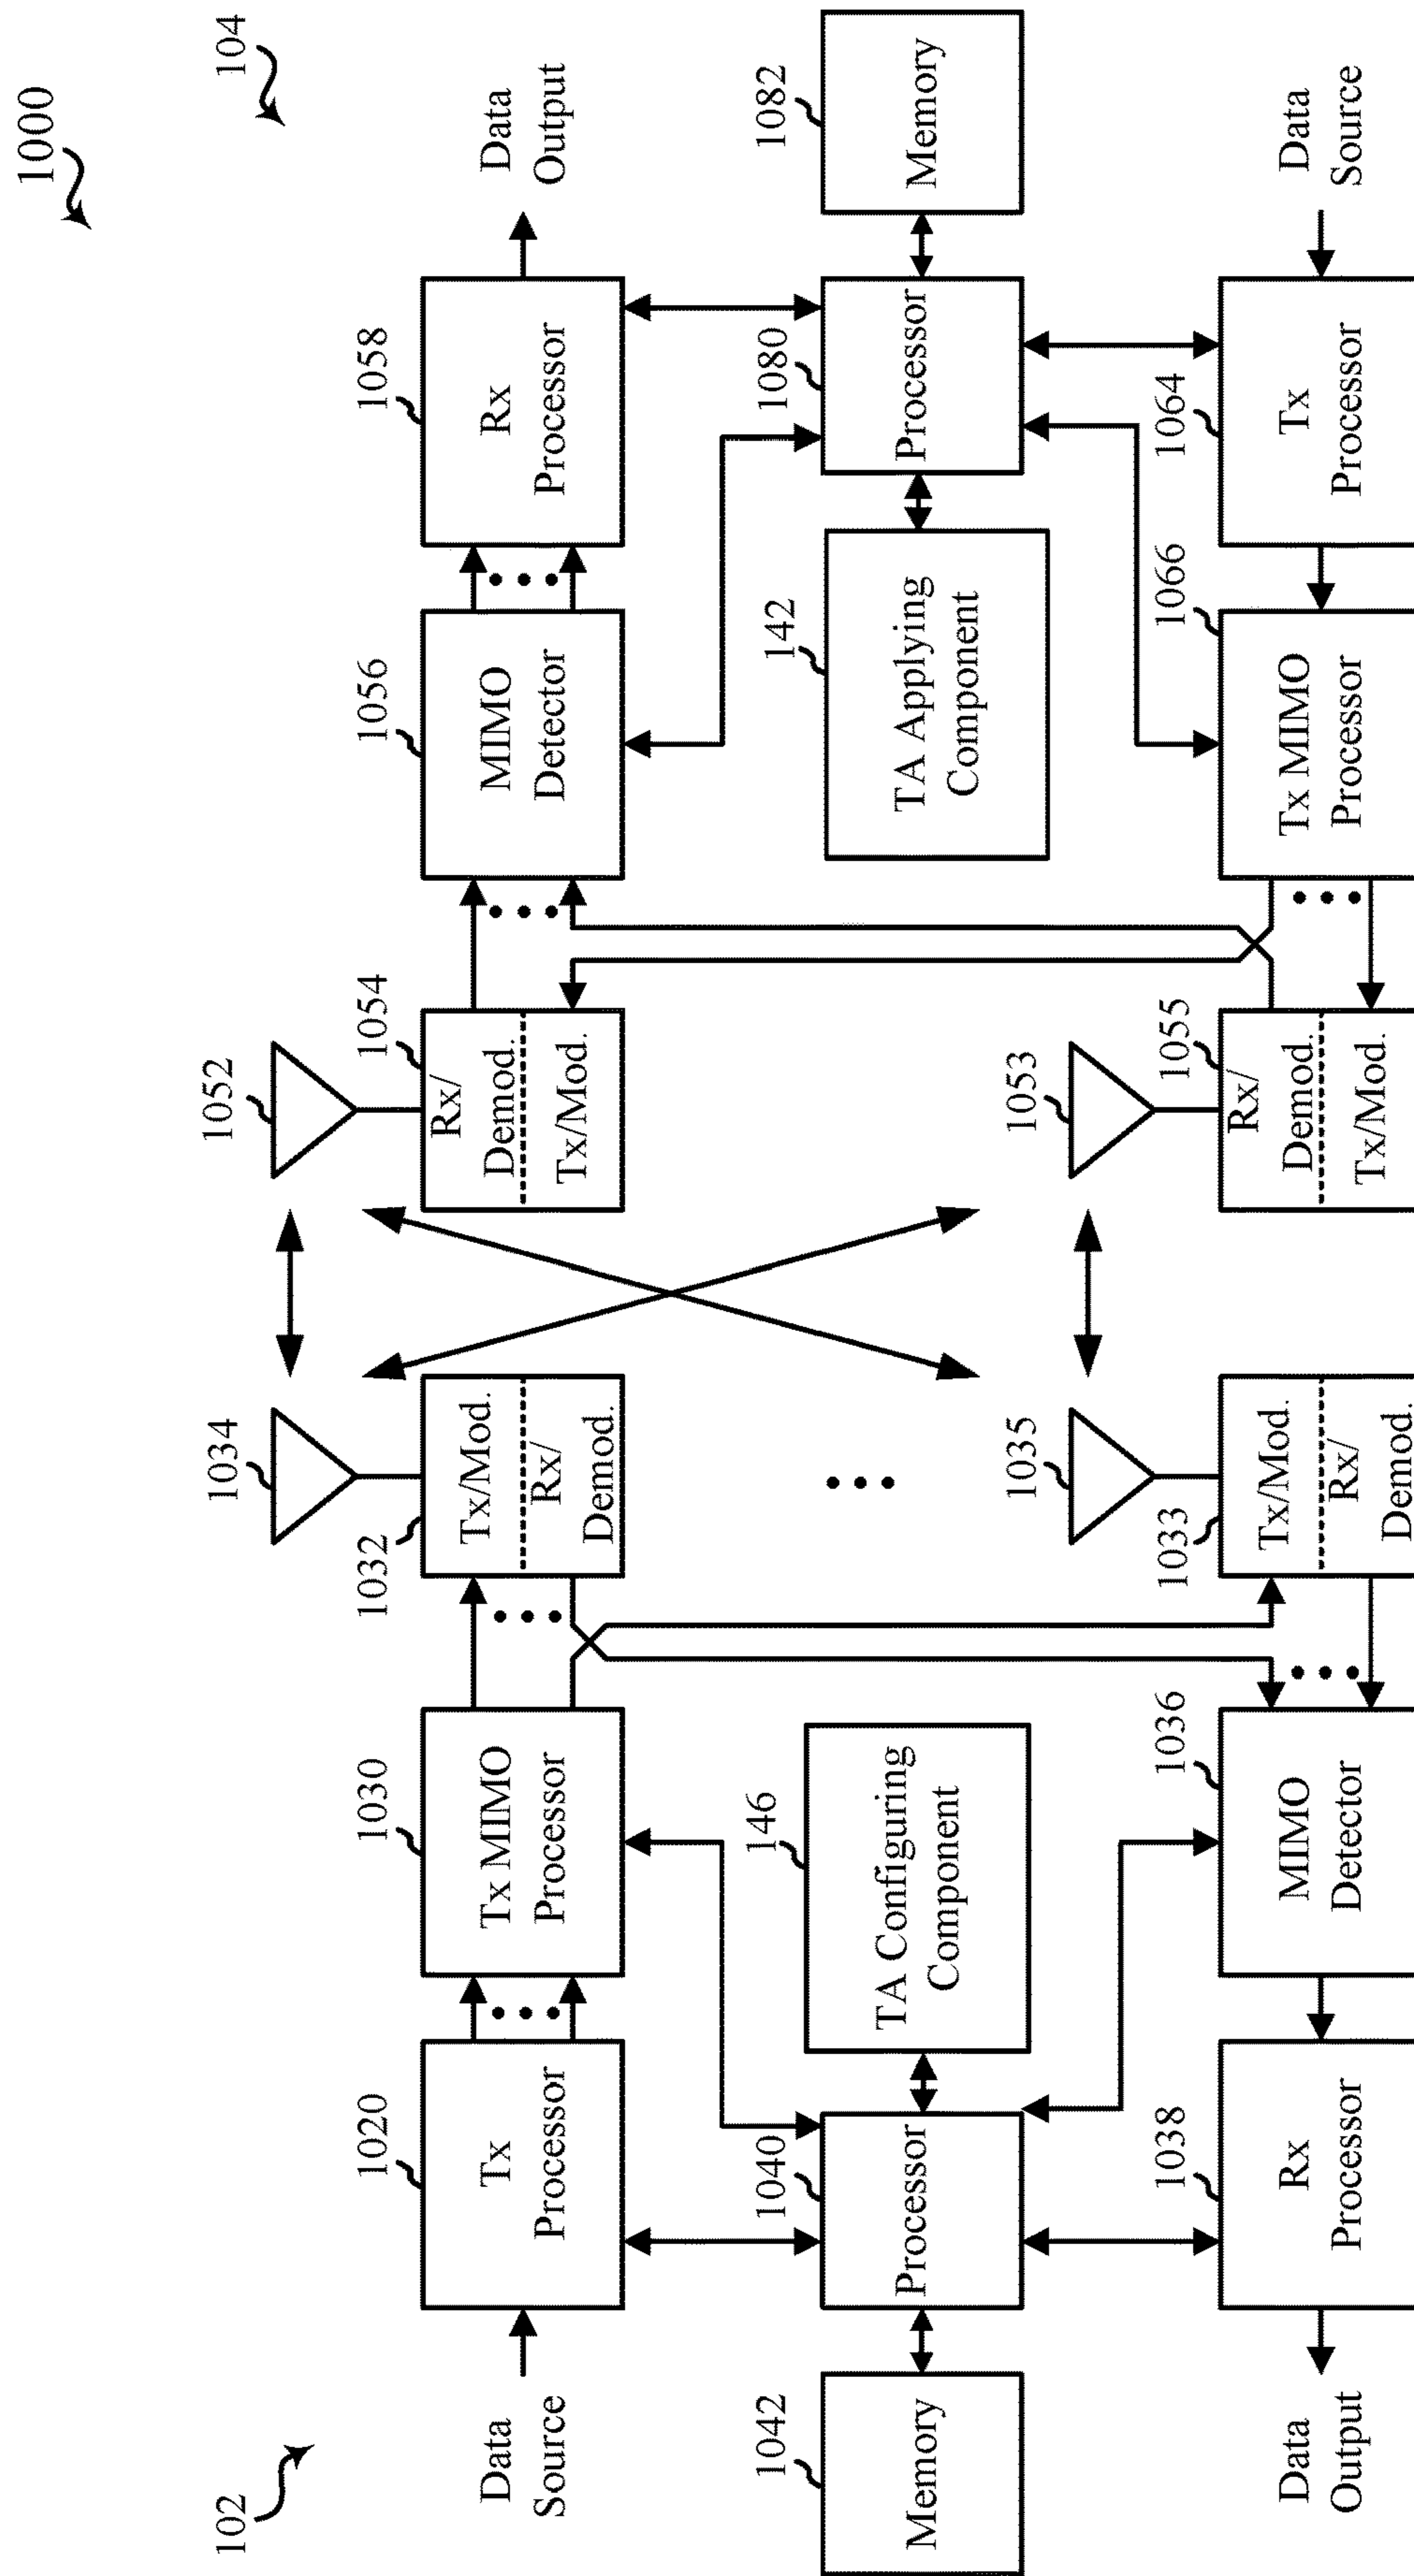 1000
102
104
1034
1052
Data
Source
1020
Tx
Processor
1030
Tx MIMO
Processor
1032
Tx/Mod.
Rx/
Demod.
1054
Rx/
Demod.
Tx/Mod.
1056
MIMO
Detector
1058
Rx
Processor
Data
Output
1042
Memory
1040
Processor
146
TA Configuring
Component
142
TA Applying
Component
1080
Processor
1082
Memory
1035
1053
Data
Output
1038
Rx
Processor
1036
MIMO
Detector
1033
Tx/Mod.
Rx/
Demod.
1055
Rx/
Demod.
Tx/Mod.
1066
Tx MIMO
Processor
1064
Tx
Processor
Data
Source